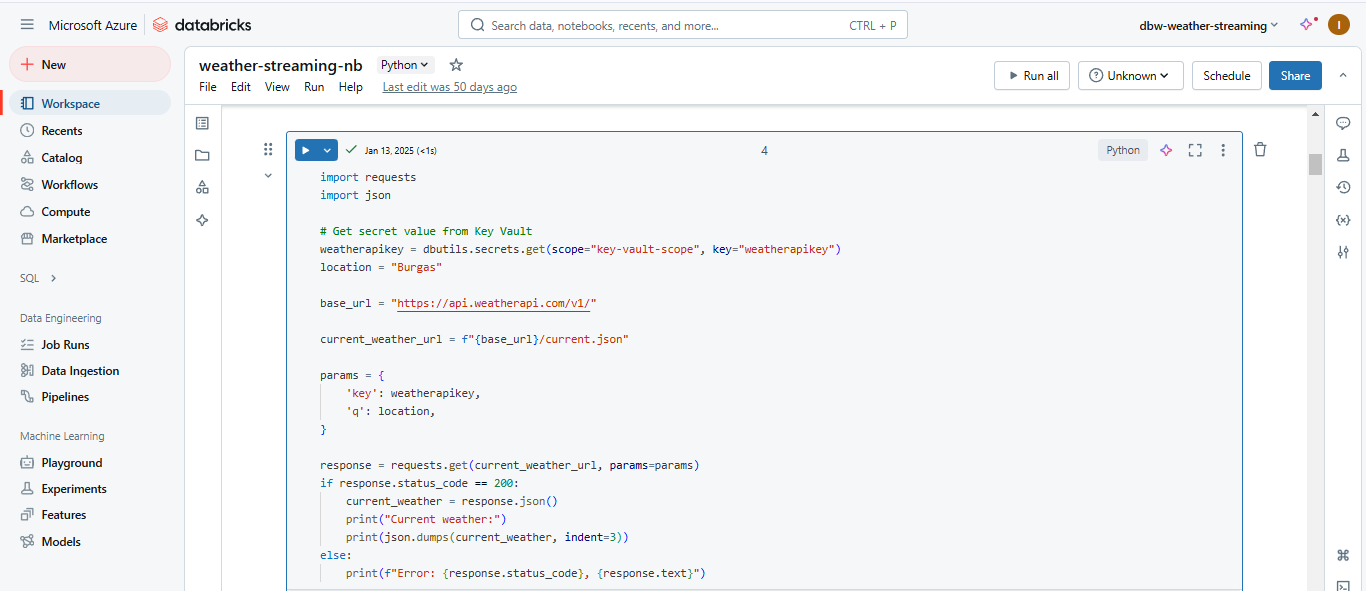 Microsoft Azure databricks
Search data, notebooks, recents, and more... CTRL + P
dbw-weather-streaming
I
New
Workspace
Recents
Catalog
Workflows
Compute
Marketplace
SQL
Data Engineering
Job Runs
Data Ingestion
Pipelines
Machine Learning
Playground
Experiments
Features
Models
weather-streaming-nb Python
File Edit View Run Help Last edit was 50 days ago
Run all Unknown Schedule Share
Jan 13, 2025 (<1s) 4 Python
import requests
import json
# Get secret value from Key Vault
weatherapikey = dbutils.secrets.get(scope="key-vault-scope", key="weatherapikey")
location = "Burgas"
base_url = "https://api.weatherapi.com/v1/"
current_weather_url = f"{base_url}/current.json"
params = {
    'key': weatherapikey,
    'q': location,
}
response = requests.get(current_weather_url, params=params)
if response.status_code == 200:
    current_weather = response.json()
    print("Current weather:")
    print(json.dumps(current_weather, indent=3))
else:
    print(f"Error: {response.status_code}, {response.text}")